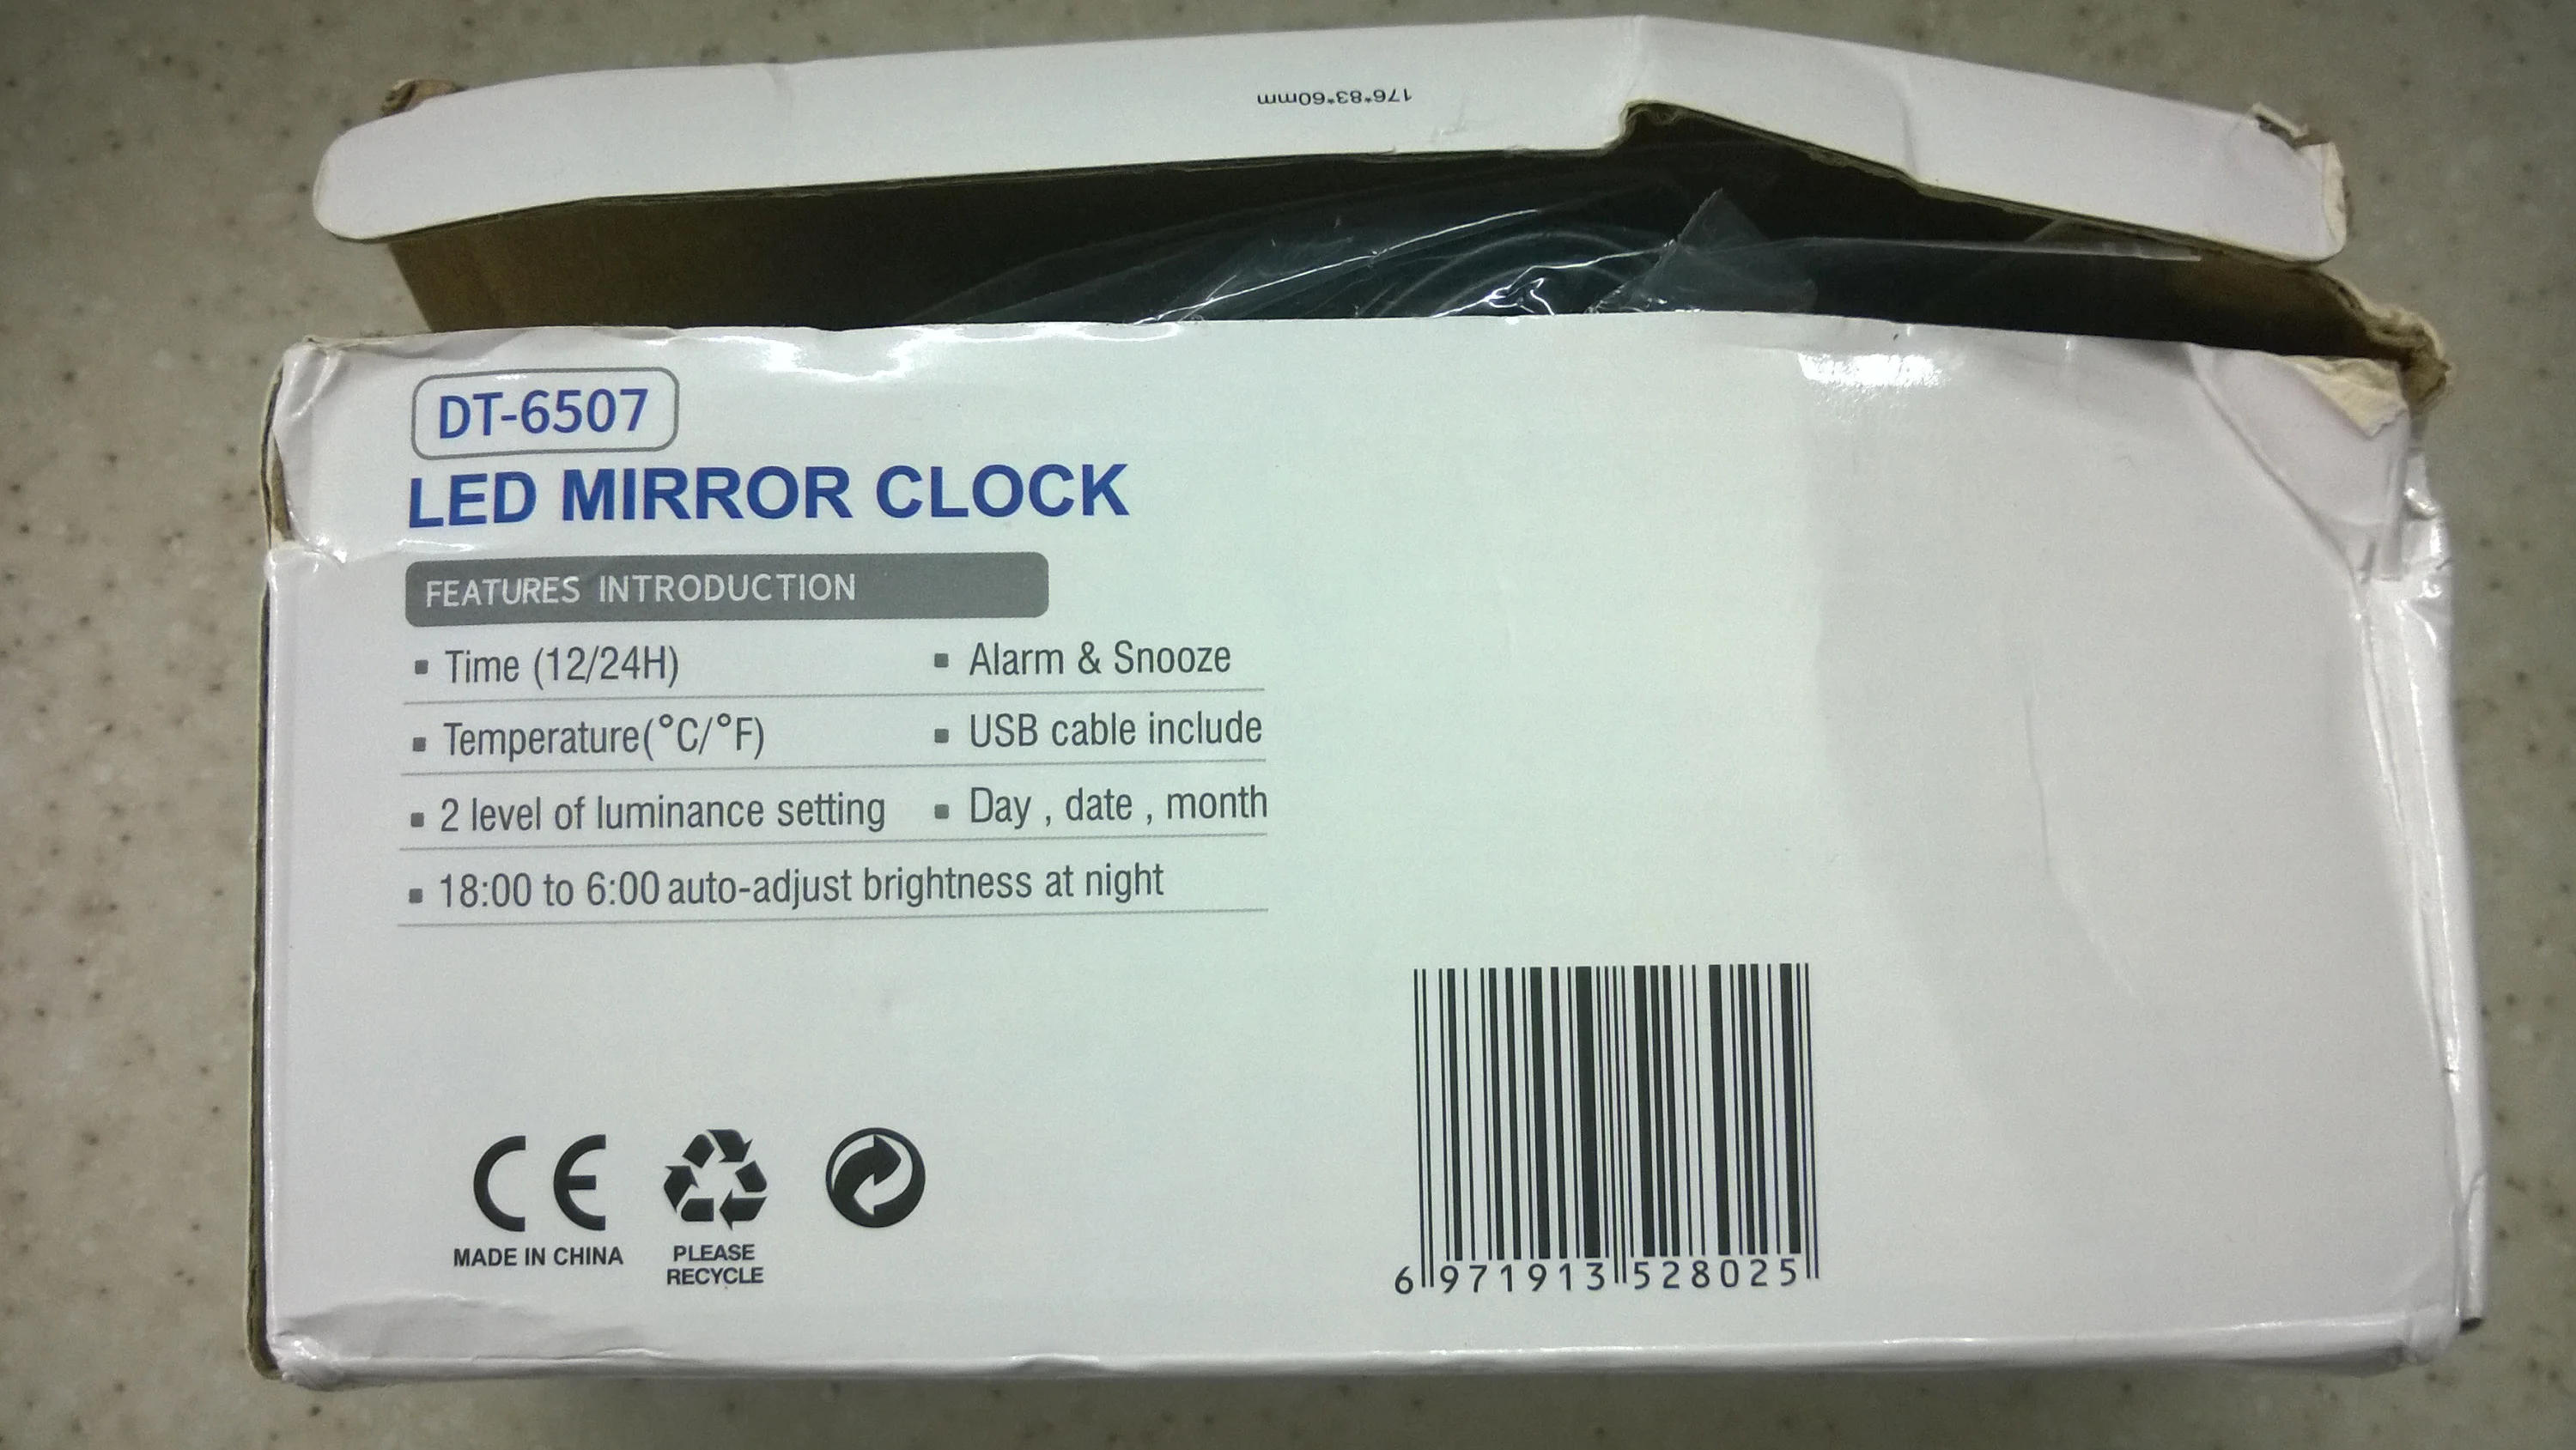 176*83*60mm
DT-6507
LED MIRROR CLOCK
FEATURES INTRODUCTION
▪ Time (12/24H) ▪ Alarm & Snooze
▪ Temperature(°C/°F) ▪ USB cable include
▪ 2 level of luminance setting ▪ Day , date , month
▪ 18:00 to 6:00 auto-adjust brightness at night
CE
MADE IN CHINA
PLEASE
RECYCLE
6 971913 528025